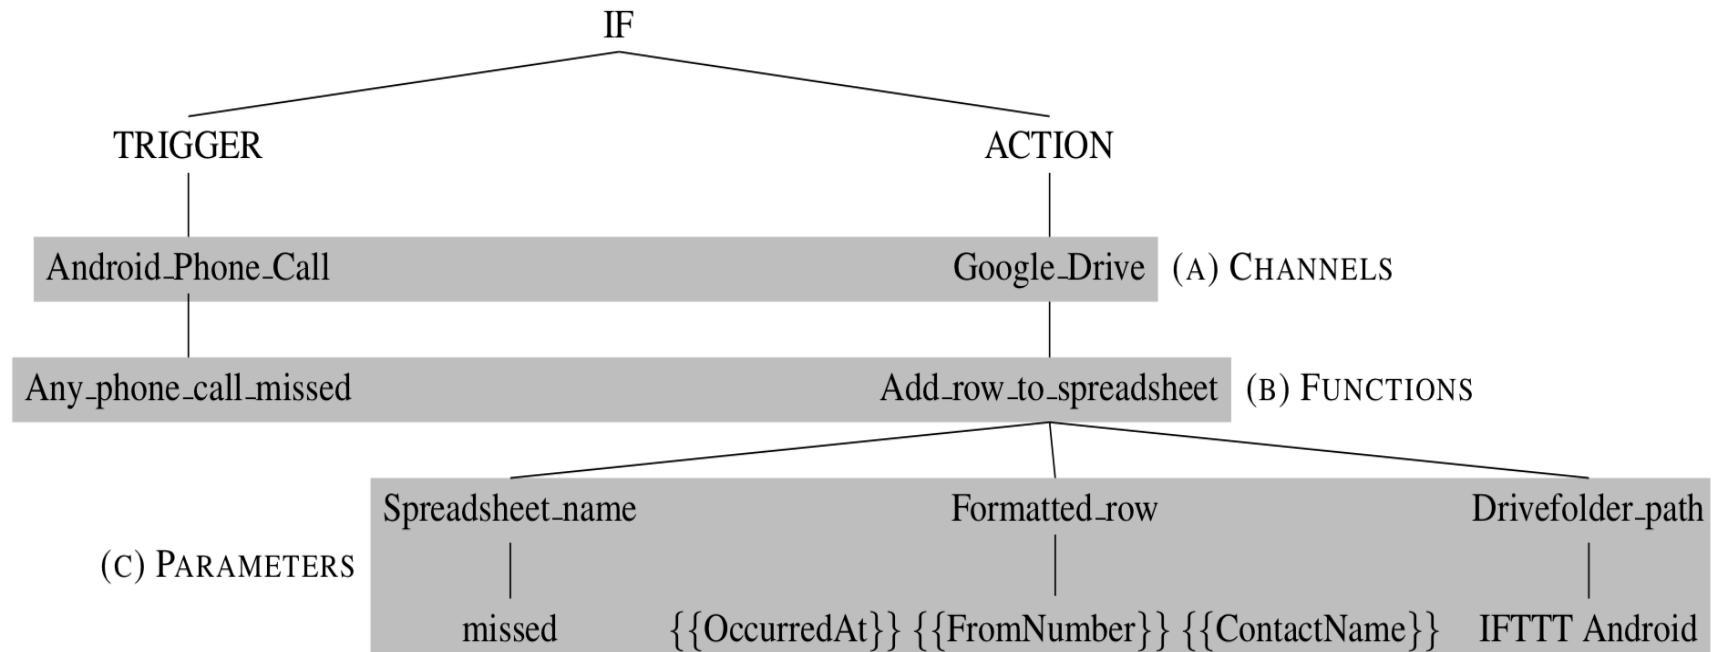 IF
TRIGGER ACTION
Android_Phone_Call Google_Drive (A) CHANNELS
Any_phone_call_missed Add_row_to_spreadsheet (B) FUNCTIONS
Spreadsheet_name Formatted_row Drivefolder_path
(C) PARAMETERS
missed {{OccurredAt}} {{FromNumber}} {{ContactName}} IFTTT Android